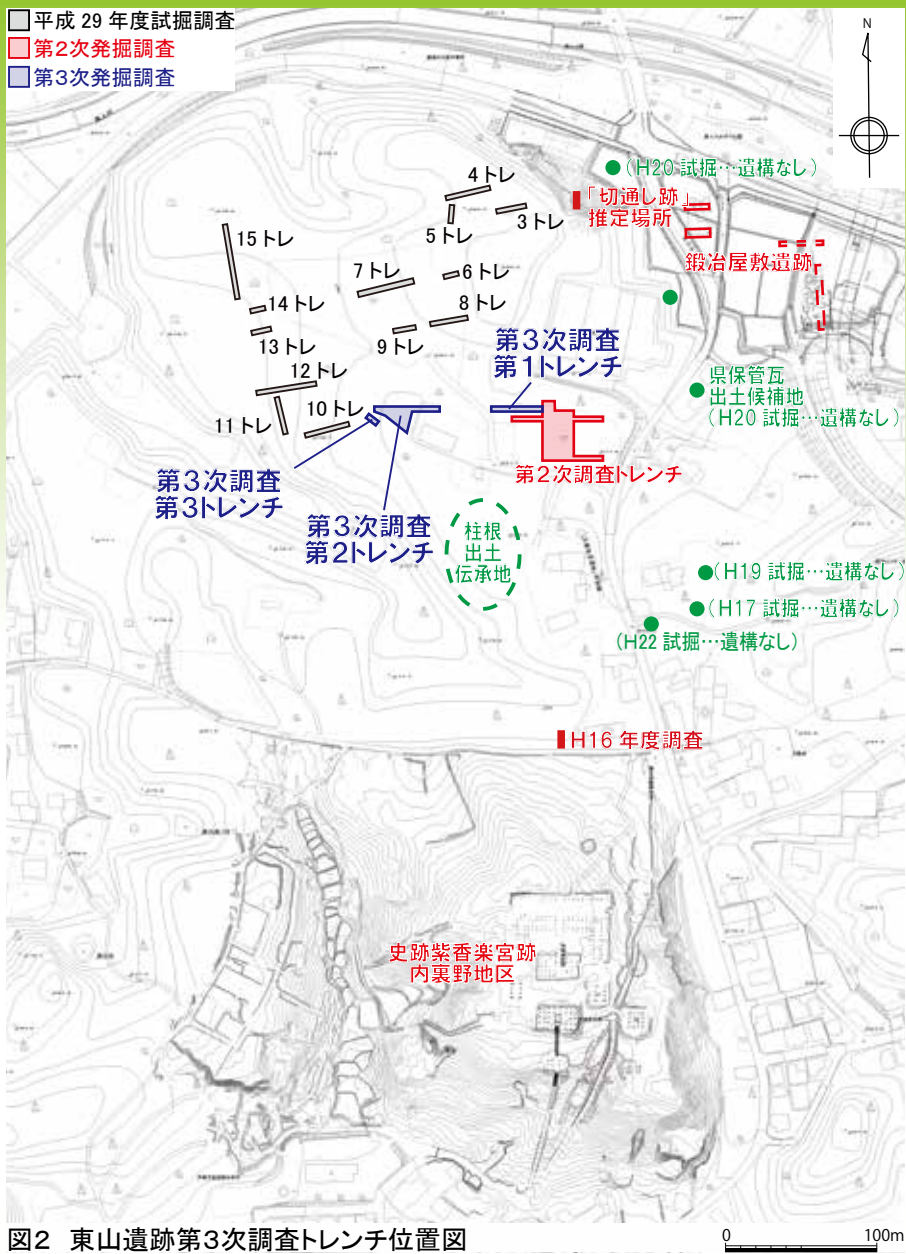 平成 29 年度試掘調査
第2次発掘調査
第3次発掘調査
N
(H20 試掘…遺構なし)
「切通し跡」
推定場所
鍛冶屋敷遺跡
4トレ
5トレ
3トレ
15トレ
7トレ
6トレ
14トレ
8トレ
13トレ
9トレ
第3次調査
第1トレンチ
12トレ
県保管瓦
出土候補地
(H20 試掘…遺構なし)
11トレ
10トレ
第2次調査トレンチ
第3次調査
第3トレンチ
第3次調査
第2トレンチ
柱根
出土
伝承地
(H19 試掘…遺構なし)
(H17 試掘…遺構なし)
(H22 試掘…遺構なし)
H16 年度調査
史跡紫香楽宮跡
内裏野地区
図2 東山遺跡第3次調査トレンチ位置図
0 100m